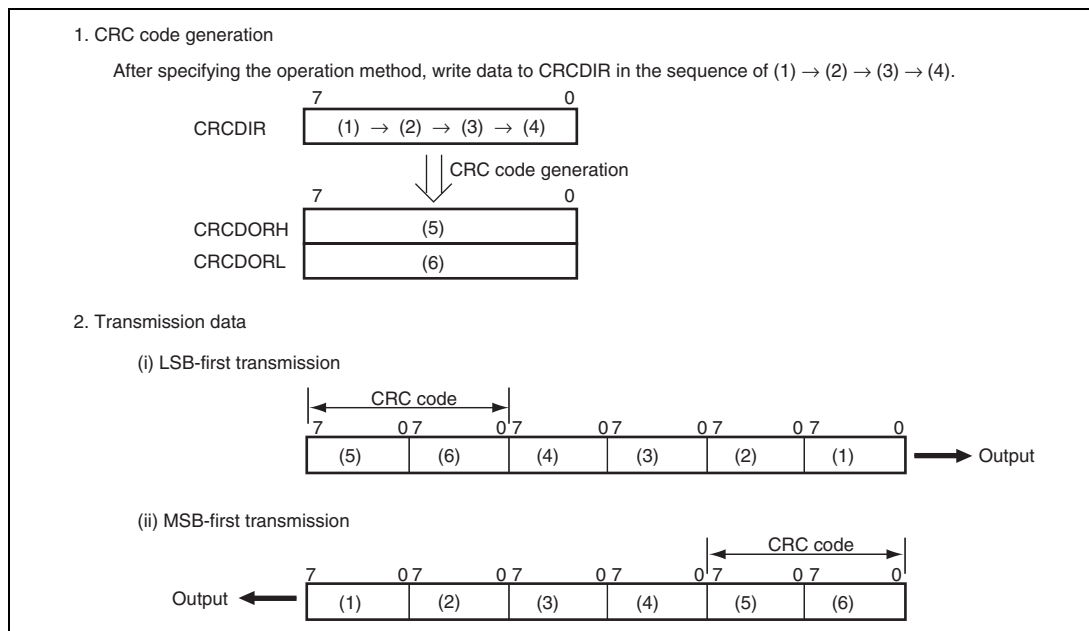 1. CRC code generation
After specifying the operation method, write data to CRCDIR in the sequence of (1) → (2) → (3) → (4).
7 0
CRCDIR (1) → (2) → (3) → (4)
CRC code generation
7 0
CRCDORH (5)
CRCDORL (6)
2. Transmission data
(i) LSB-first transmission
CRC code
7 0 7 0 7 0 7 0 7 0 7 0
(5) (6) (4) (3) (2) (1) Output
(ii) MSB-first transmission
CRC code
7 0 7 0 7 0 7 0 7 0 7 0
Output (1) (2) (3) (4) (5) (6)